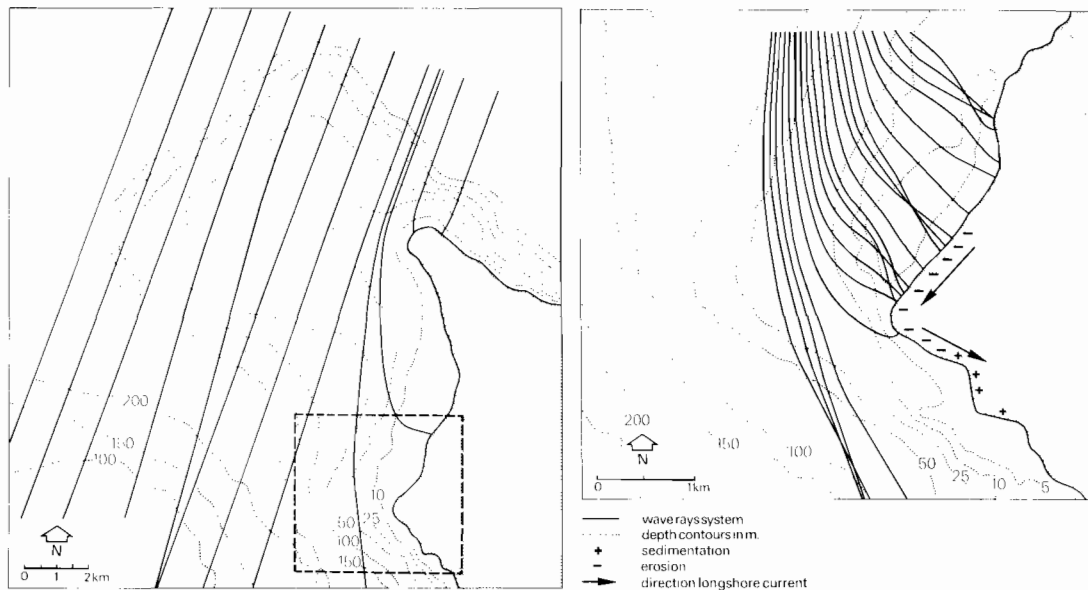 200
150
100
N
0 1 2km
10
25
50
100
150
200
N
0 1km
150
100
50
25
10
5
wave rays system
depth contours in m.
+ sedimentation
- erosion
direction longshore current